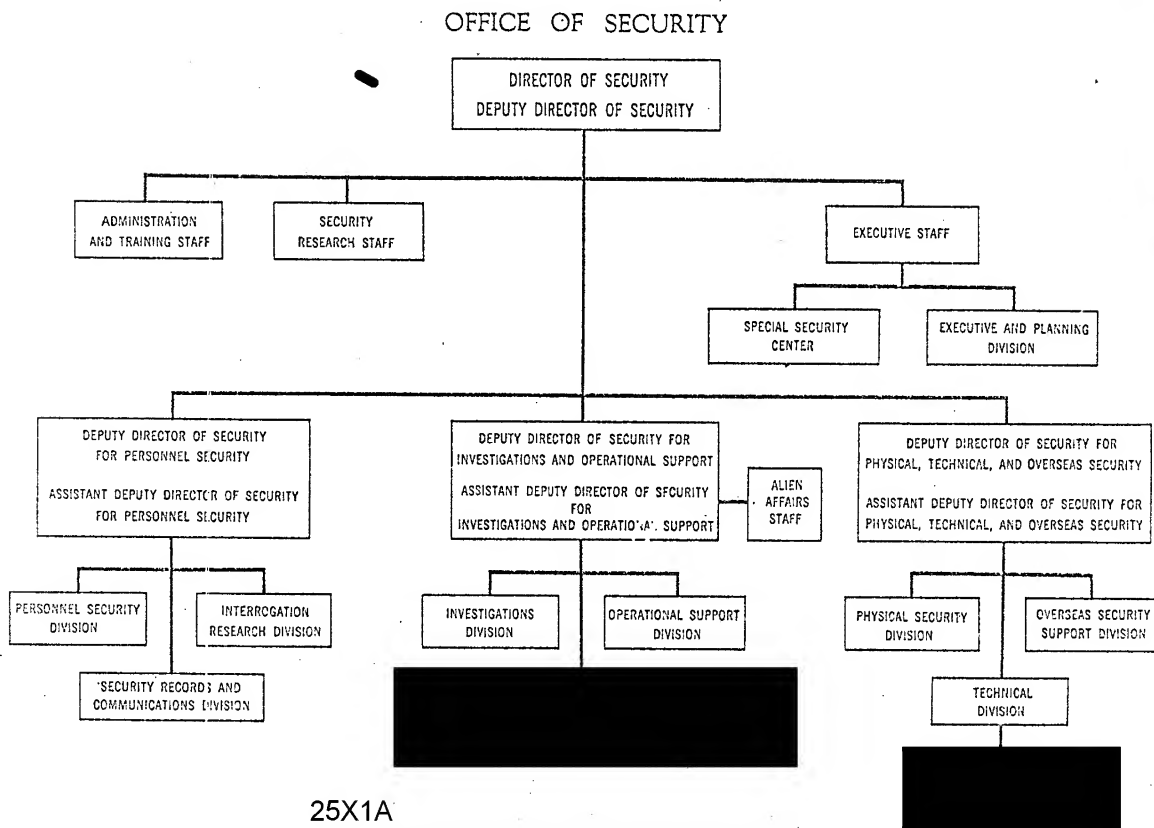 OFFICE OF SECURITY
DIRECTOR OF SECURITY
DEPUTY DIRECTOR OF SECURITY
ADMINISTRATION
AND TRAINING STAFF
SECURITY
RESEARCH STAFF
EXECUTIVE STAFF
SPECIAL SECURITY
CENTER
EXECUTIVE AND PLANNING
DIVISION
DEPUTY DIRECTOR OF SECURITY
FOR PERSONNEL SECURITY
ASSISTANT DEPUTY DIRECTOR OF SECURITY
FOR PERSONNEL SECURITY
DEPUTY DIRECTOR OF SECURITY FOR
INVESTIGATIONS AND OPERATIONAL SUPPORT
ASSISTANT DEPUTY DIRECTOR OF SECURITY
FOR
INVESTIGATIONS AND OPERATIONAL SUPPORT
ALIEN
AFFAIRS
STAFF
DEPUTY DIRECTOR OF SECURITY FOR
PHYSICAL, TECHNICAL, AND OVERSEAS SECURITY
ASSISTANT DEPUTY DIRECTOR OF SECURITY FOR
PHYSICAL, TECHNICAL, AND OVERSEAS SECURITY
PERSONNEL SECURITY
DIVISION
INTERROGATION
RESEARCH DIVISION
SECURITY RECORDS AND
COMMUNICATIONS DIVISION
INVESTIGATIONS
DIVISION
OPERATIONAL SUPPORT
DIVISION
PHYSICAL SECURITY
DIVISION
OVERSEAS SECURITY
SUPPORT DIVISION
TECHNICAL
DIVISION
25X1A